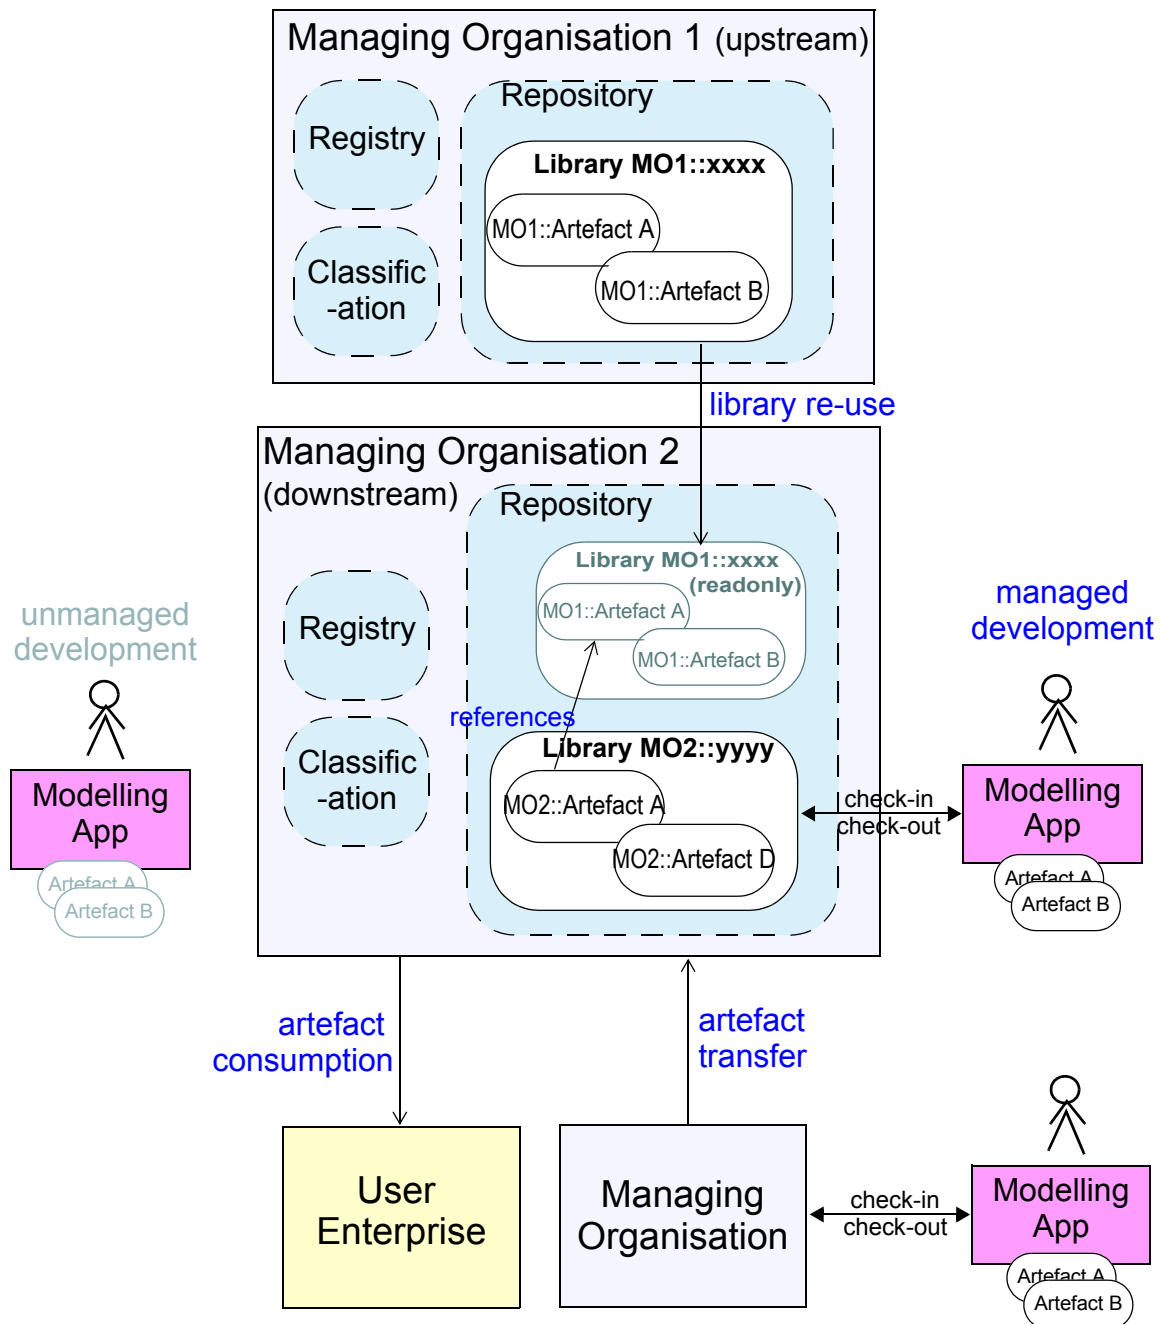 Managing Organisation 1 (upstream)
Repository
Registry
Library MO1::xxxx
MO1::Artefact A
Classific
-ation
MO1::Artefact B
library re-use
Managing Organisation 2
(downstream)
Repository
Library MO1::xxxx
(readonly)
MO1::Artefact A
Registry
MO1::Artefact B
unmanaged
development
managed
development
references
Library MO2::yyyy
Classific
-ation
MO2::Artefact A
MO2::Artefact D
check-in
check-out
Modelling
App
Artefact A
Artefact B
Modelling
App
Artefact A
Artefact B
artefact
consumption
artefact
transfer
User
Enterprise
Managing
Organisation
check-in
check-out
Modelling
App
Artefact A
Artefact B